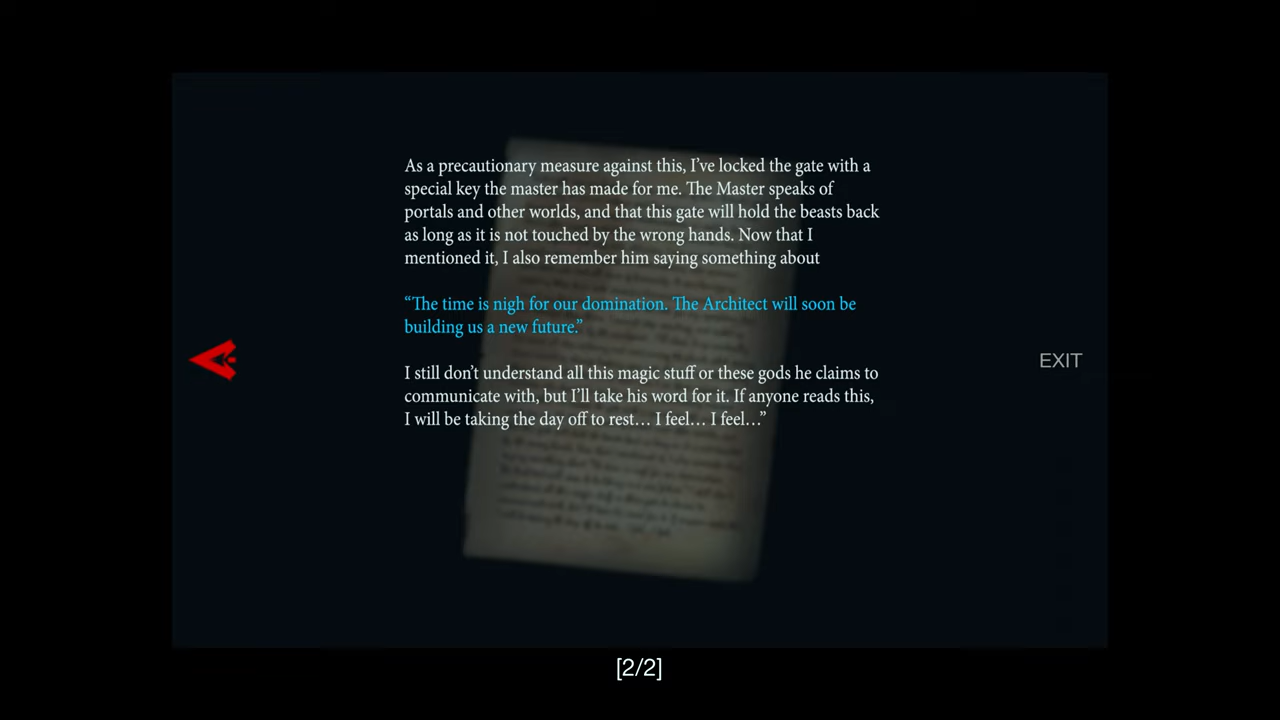 As a precautionary measure against this, I’ve locked the gate with a
special key the master has made for me. The Master speaks of
portals and other worlds, and that this gate will hold the beasts back
as long as it is not touched by the wrong hands. Now that I
mentioned it, I also remember him saying something about
“The time is nigh for our domination. The Architect will soon be
building us a new future.”
I still don’t understand all this magic stuff or these gods he claims to
communicate with, but I’ll take his word for it. If anyone reads this,
I will be taking the day off to rest… I feel… I feel…”
EXIT
[2/2]